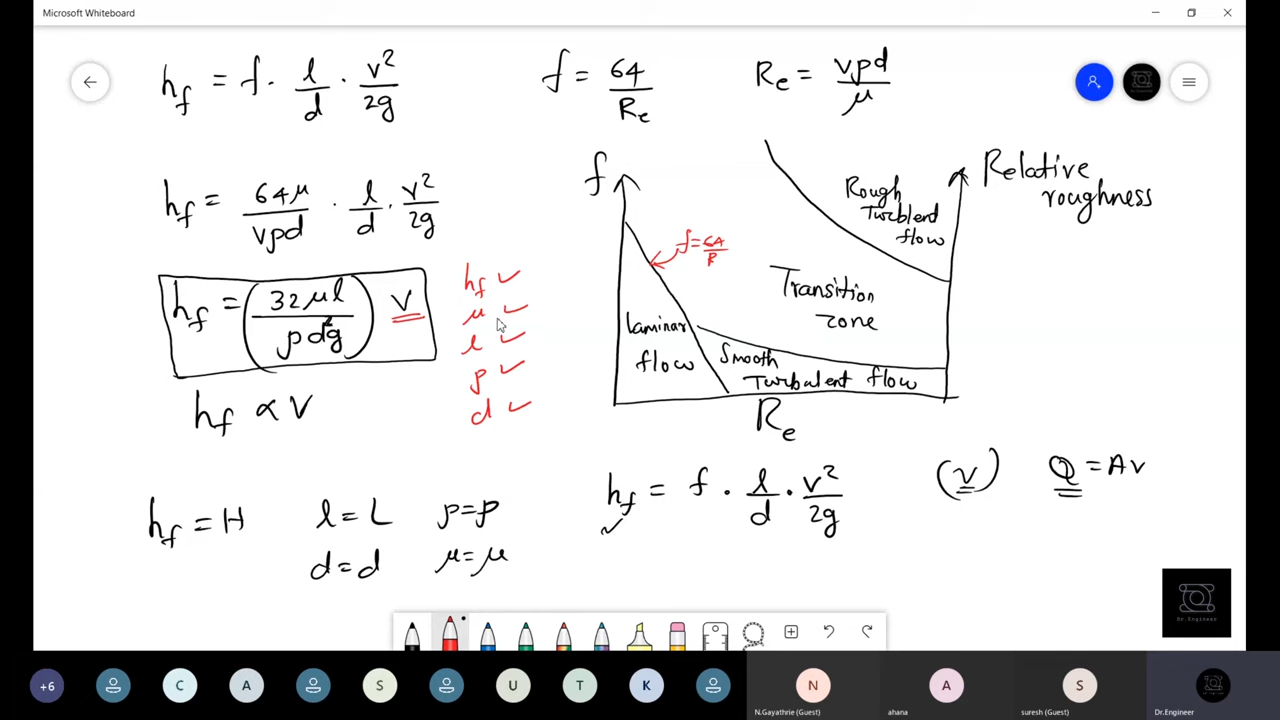 Microsoft Whiteboard
hf = f · l/d · v²/2g
f = 64/Re
Re = vρd/μ
hf = 64μ/vρd · l/d · v²/2g
hf = (32μl/ρd²g) v
hf ∝ v
hf ✓
μ ✓
l ✓
ρ ✓
d ✓
f
f=64/R
Relative
roughness
Rough
Turblent
flow
Transition
zone
Laminar
flow
Smooth
Turbulent flow
Re
hf = H
l = L
ρ=ρ
d = d
μ=μ
hf = f · l/d · v²/2g
✓
(v)
Q = Av
Dr.Engineer
+6
C
A
S
U
T
K
N
N.Gayathrie (Guest)
A
ahana
S
suresh (Guest)
Dr.Engineer